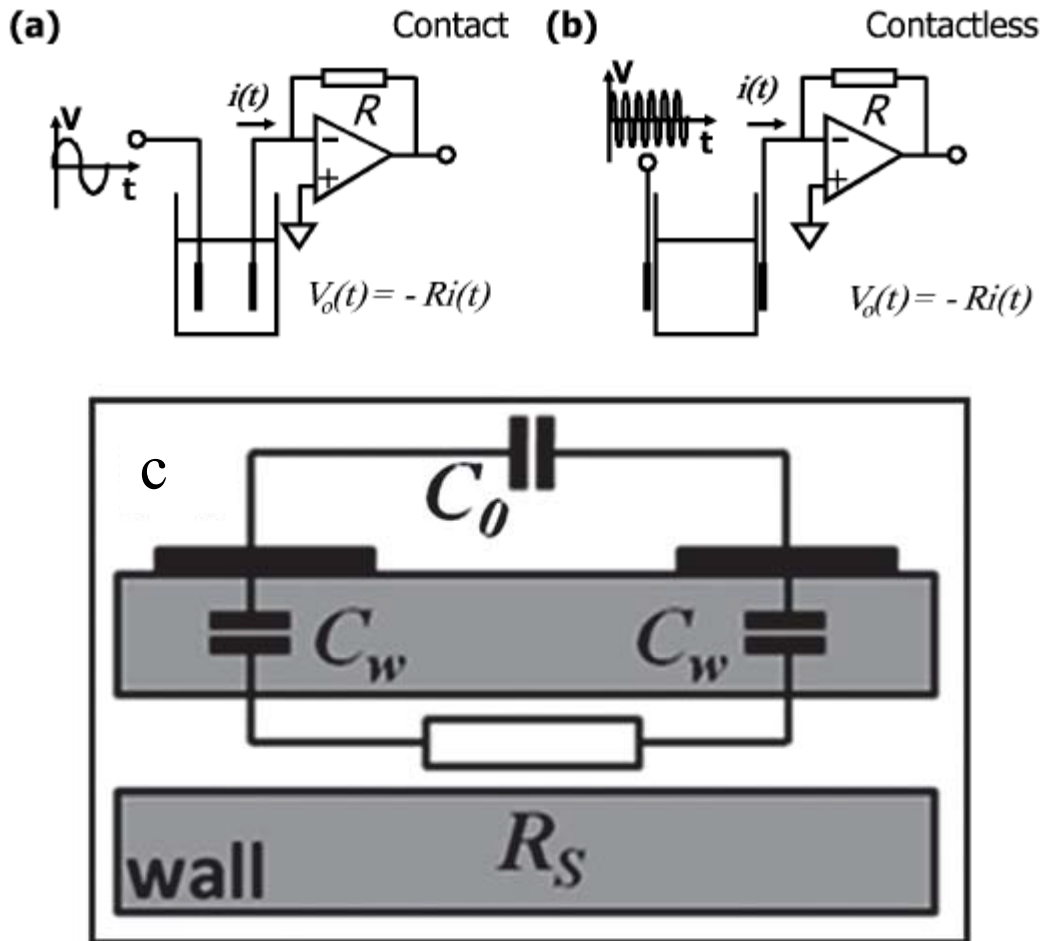 (a) Contact
V
t
i(t)
R
-
+
Vo(t) = - Ri(t)
(b) Contactless
V
t
i(t)
R
-
+
Vo(t) = - Ri(t)
c
C0
Cw Cw
RS
wall